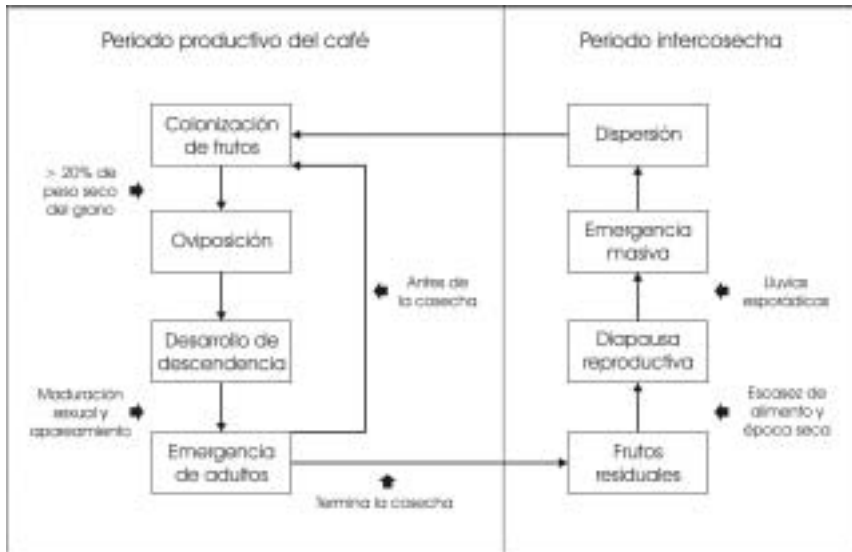 Periodo productivo del café
Periodo intercosecha
Colonización
de frutos
Dispersión
> 20% de
peso seco
del grano
Oviposición
Emergencia
masiva
Antes de
la cosecha
Lluvias
esporádicas
Desarrollo de
descendencia
Diapausa
reproductiva
Maduración
sexual y
apareamiento
Escasez de
alimento y
época seca
Emergencia
de adultos
Frutos
residuales
Termina la cosecha